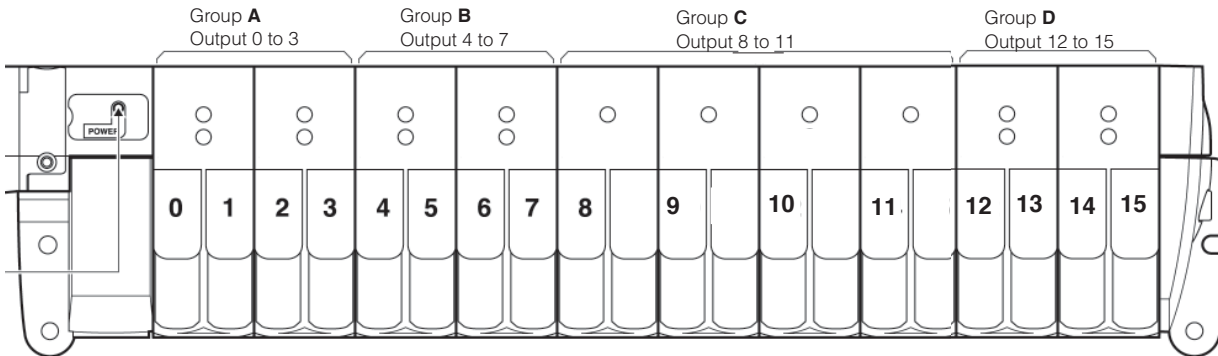 Group A
Output 0 to 3
Group B
Output 4 to 7
Group C
Output 8 to 11
Group D
Output 12 to 15
POWER
0 1 2 3 4 5 6 7 8 9 10 11 12 13 14 15